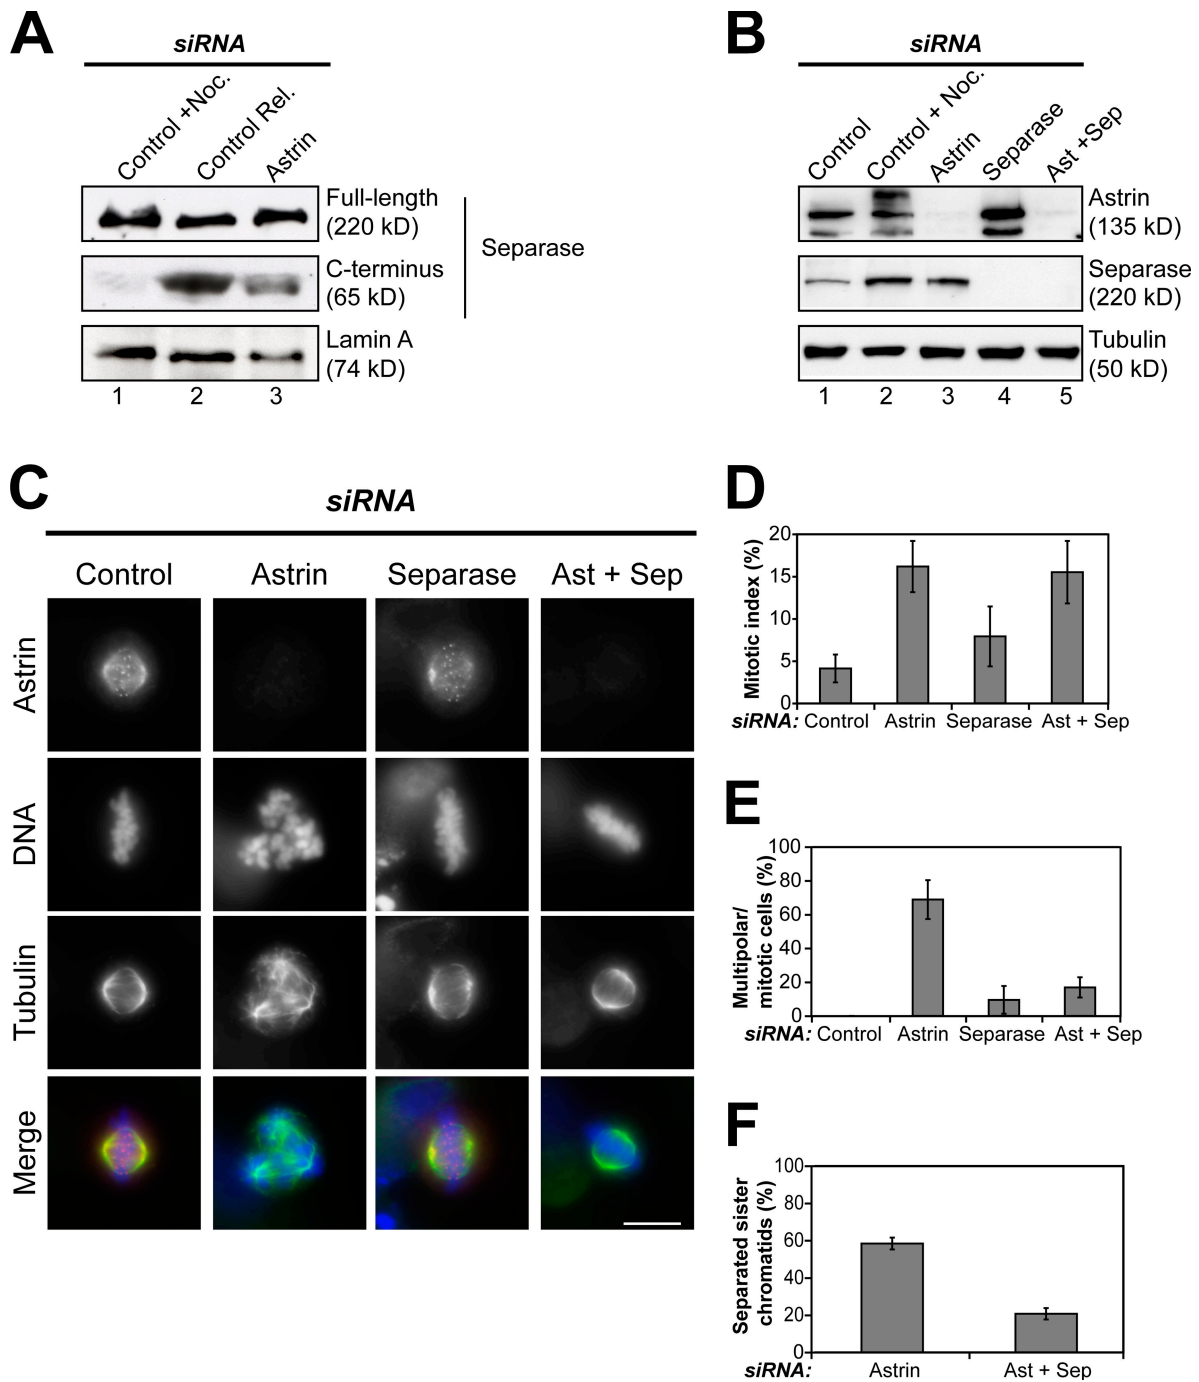 A
siRNA
Control +Noc.
Control Rel.
Astrin
Full-length
(220 kD)
C-terminus
(65 kD)
Separase
Lamin A
(74 kD)
1 2 3
B
siRNA
Control
Control + Noc.
Astrin
Separase
Ast +Sep
Astrin
(135 kD)
Separase
(220 kD)
Tubulin
(50 kD)
1 2 3 4 5
C
siRNA
Control Astrin Separase Ast + Sep
Astrin
DNA
Tubulin
Merge
D
Mitotic index (%)
20
15
10
5
0
siRNA: Control Astrin Separase Ast + Sep
E
Multipolar/
mitotic cells (%)
100
80
60
40
20
0
siRNA: Control Astrin Separase Ast + Sep
F
Separated sister
chromatids (%)
100
80
60
40
20
0
siRNA: Astrin Ast + Sep